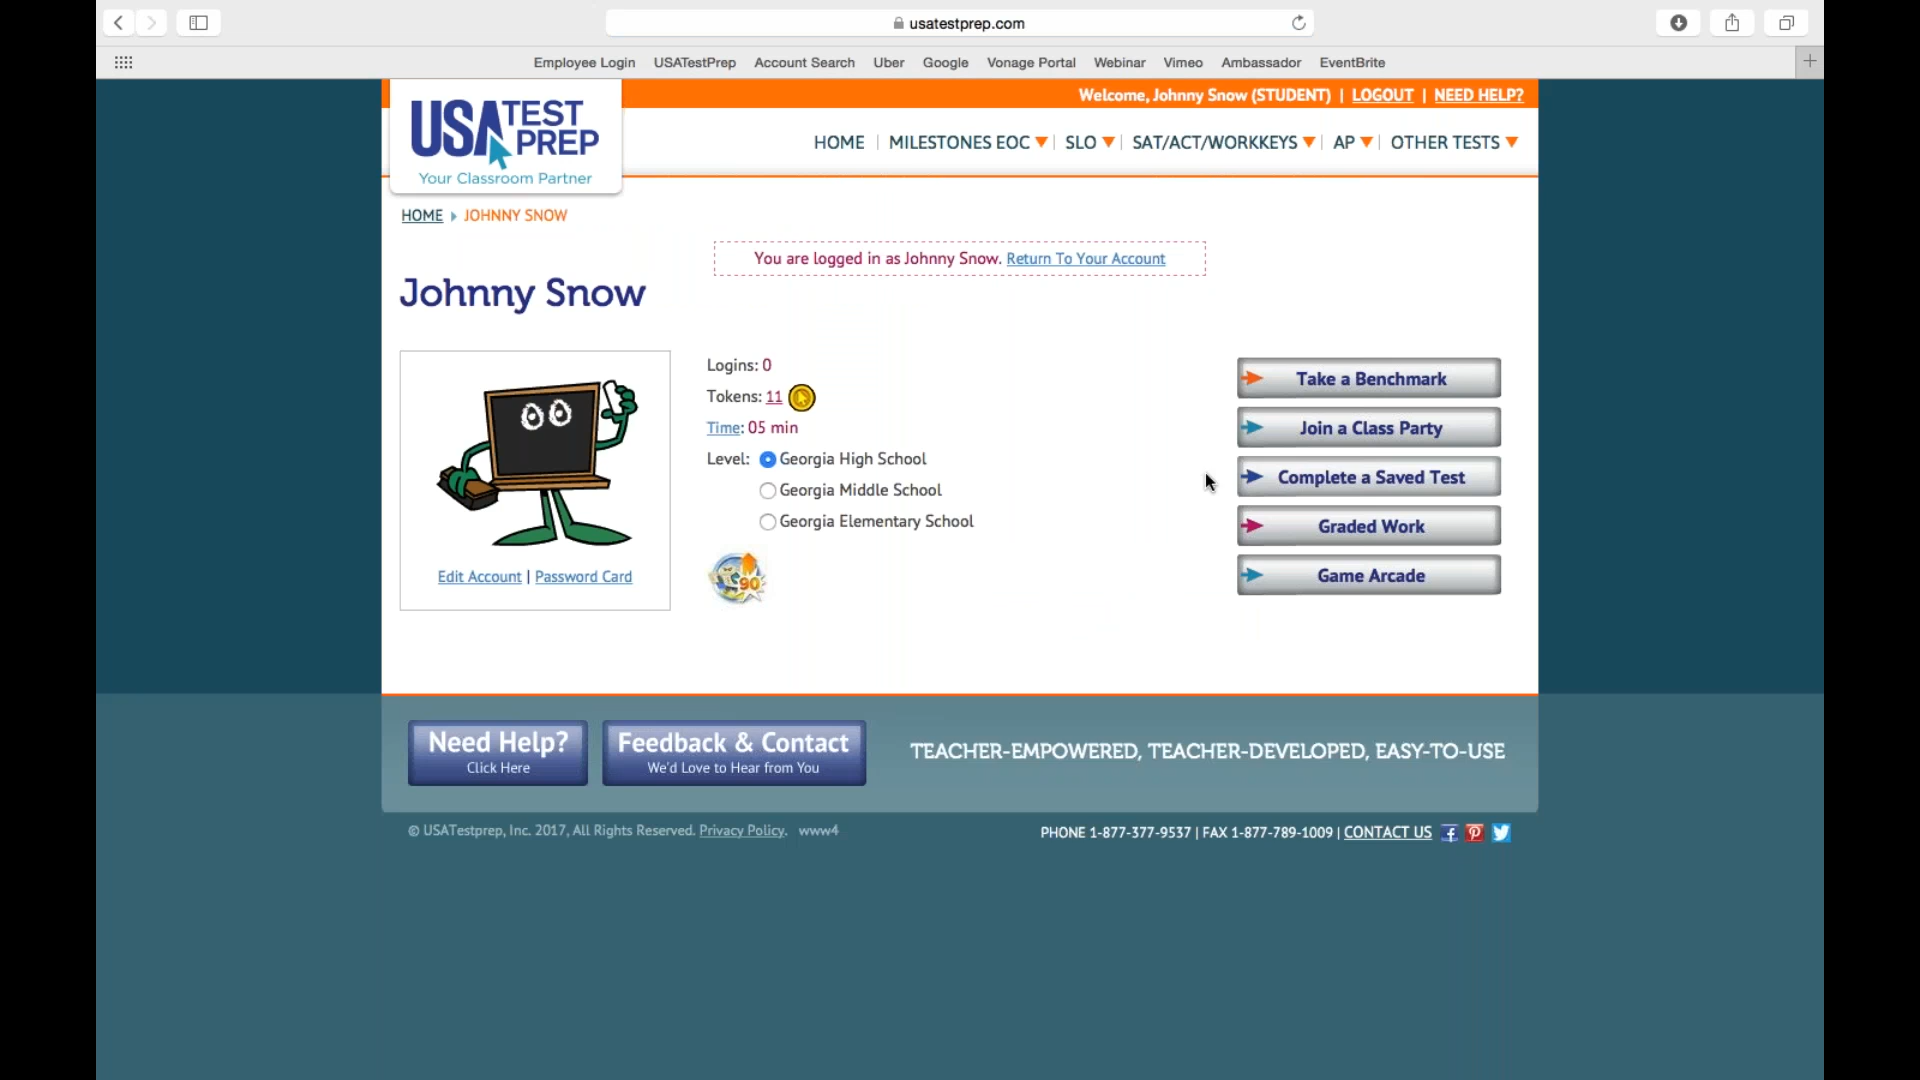 usatestprep.com
Employee Login USATestPrep Account Search Uber Google Vonage Portal Webinar Vimeo Ambassador EventBrite
Welcome, Johnny Snow (STUDENT) | LOGOUT | NEED HELP?
USA TEST PREP
Your Classroom Partner
HOME MILESTONES EOC SLO SAT/ACT/WORKKEYS AP OTHER TESTS
HOME JOHNNY SNOW
You are logged in as Johnny Snow. Return To Your Account
Johnny Snow
Logins: 0
Tokens: 11
Time: 05 min
Level: Georgia High School
Georgia Middle School
Georgia Elementary School
90
Edit Account | Password Card
Take a Benchmark
Join a Class Party
Complete a Saved Test
Graded Work
Game Arcade
Need Help?
Click Here
Feedback & Contact
We'd Love to Hear from You
TEACHER-EMPOWERED, TEACHER-DEVELOPED, EASY-TO-USE
© USATestprep, Inc. 2017, All Rights Reserved. Privacy Policy. www4
PHONE 1-877-377-9537 | FAX 1-877-789-1009 | CONTACT US